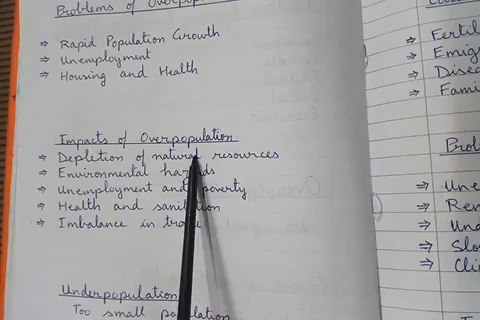 Problems of Overpop
⇒ Rapid Population Growth
⇒ Unemployment
⇒ Housing and Health
Impacts of Overpopulation
⇒ Depletion of natural resources
⇒ Environmental hazards
⇒ Unemployment and poverty
⇒ Health and sanitation
⇒ Imbalance in trade
Underpopulation
Too small population
⇒ Fertil
⇒ Emig
⇒ Disea
⇒ Fami
Prob
⇒ Une
⇒ Ren
⇒ Und
⇒ Slo
⇒ Cli